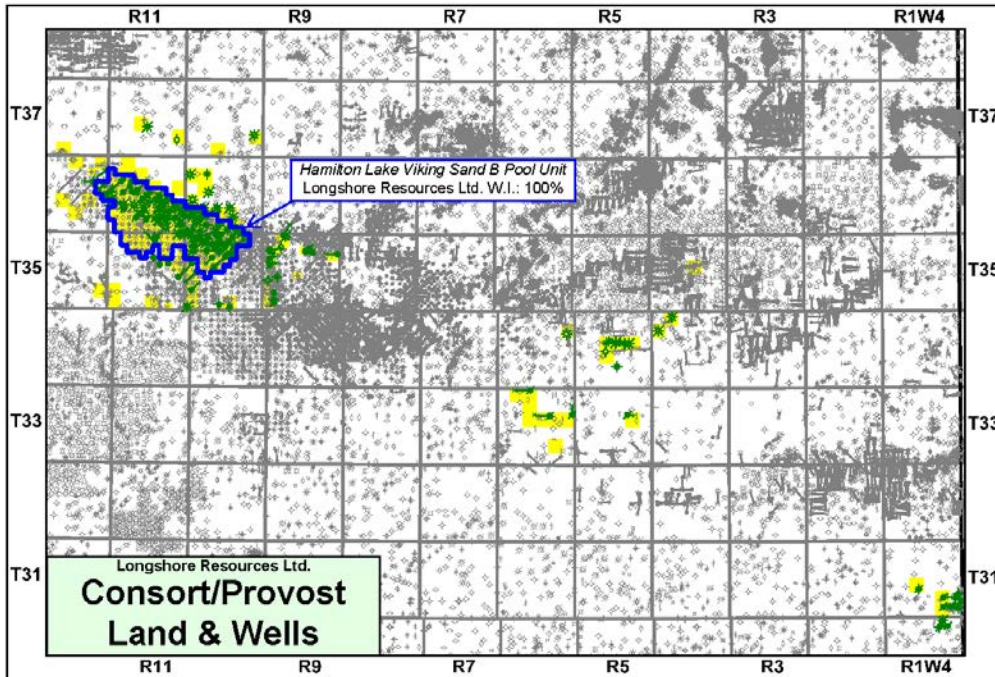 R11 R9 R7 R5 R3 R1W4
T37 T37
Hamilton Lake Viking Sand B Pool Unit
Longshore Resources Ltd. W.I.: 100%
T35 T35
T33 T33
T31 T31
Longshore Resources Ltd.
Consort/Provost
Land & Wells
R11 R9 R7 R5 R3 R1W4